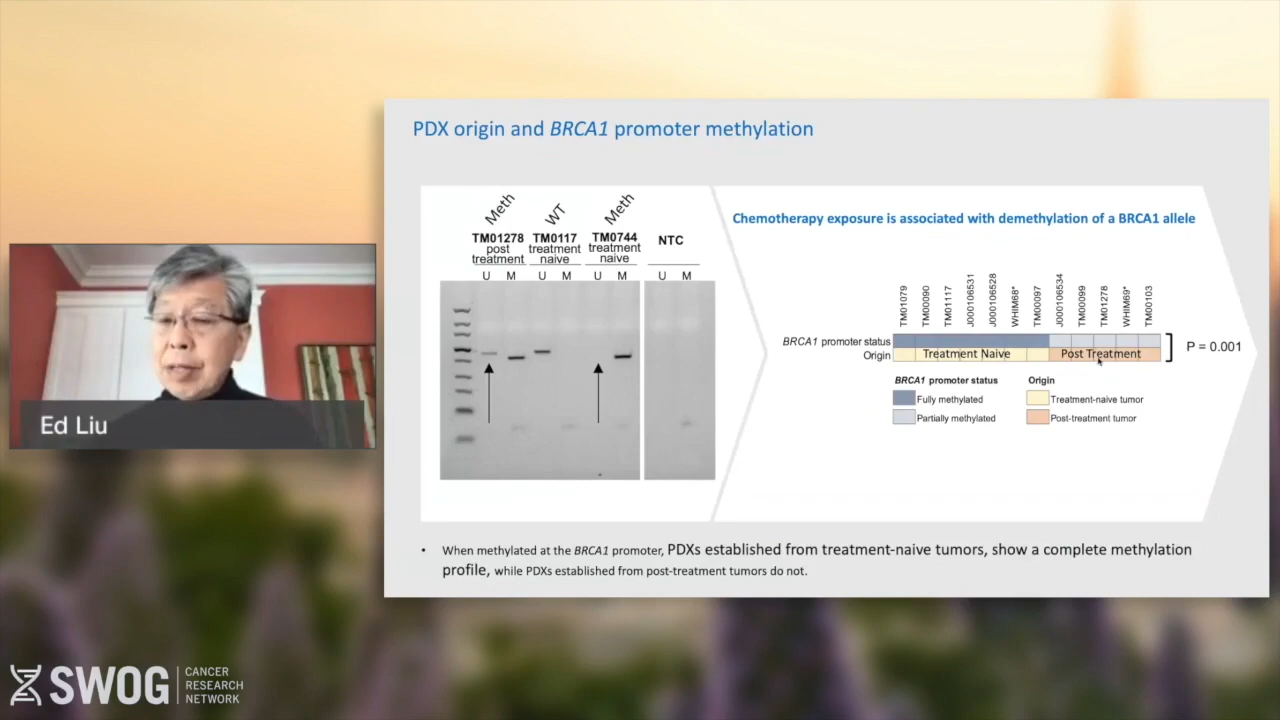 PDX origin and BRCA1 promoter methylation
Meth WT Meth
TM01278 TM0117 TM0744 NTC
post treatment treatment
treatment naive naive
U M U M U M U M
Chemotherapy exposure is associated with demethylation of a BRCA1 allele
TM01079
TM00090
TM01117
J000106531
J000106528
WHIM68*
TM00097
J000106534
TM00099
TM01278
WHIM69*
TM00103
BRCA1 promoter status
Origin Treatment Naive Post Treatment
P = 0.001
BRCA1 promoter status Origin
Fully methylated Treatment-naive tumor
Partially methylated Post-treatment tumor
• When methylated at the BRCA1 promoter, PDXs established from treatment-naive tumors, show a complete methylation
profile, while PDXs established from post-treatment tumors do not.
Ed Liu
SWOG
CANCER
RESEARCH
NETWORK